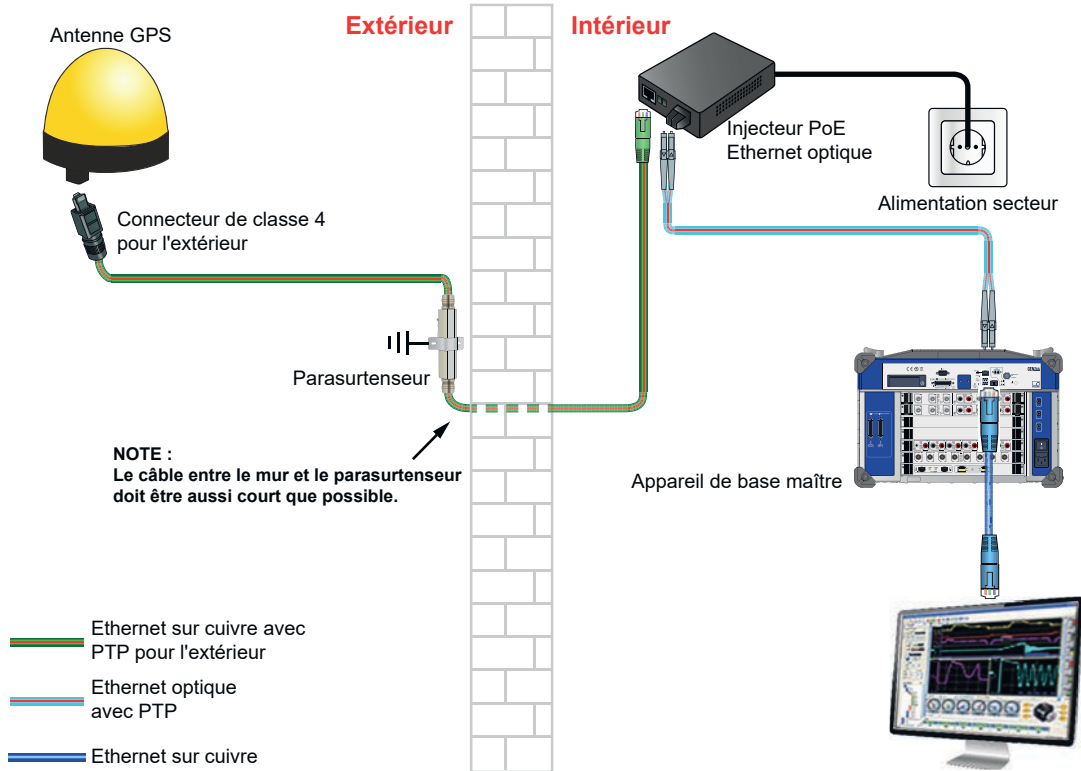 Extérieur
Intérieur
Antenne GPS
Injecteur PoE
Ethernet optique
Connecteur de classe 4
pour l'extérieur
Alimentation secteur
Parasurtenseur
NOTE :
Le câble entre le mur et le parasurtenseur
doit être aussi court que possible.
Appareil de base maître
Ethernet sur cuivre avec
PTP pour l'extérieur
Ethernet optique
avec PTP
Ethernet sur cuivre